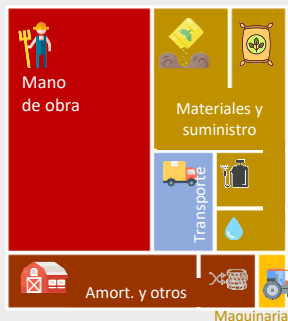 Mano
de obra
Materiales y
suministro
Transporte
Amort. y otros
Maquinaria